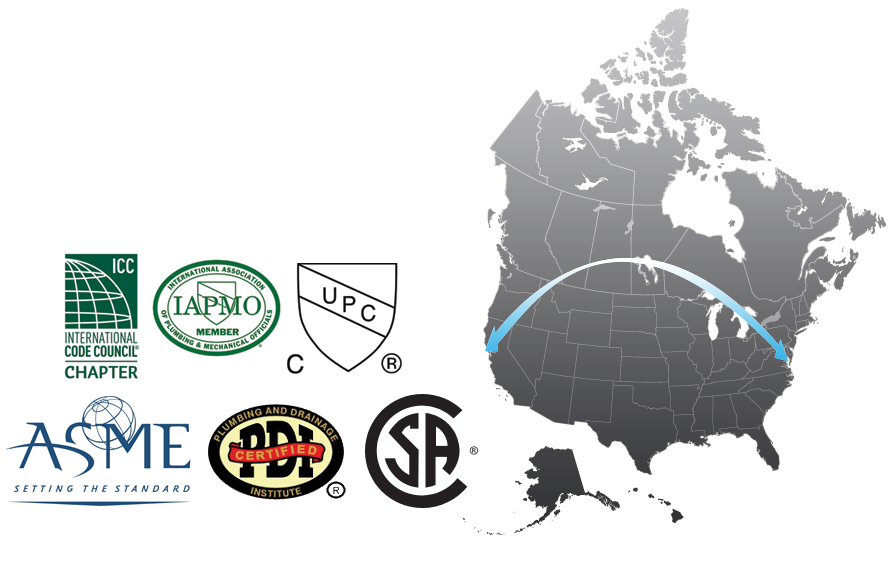 ICC
INTERNATIONAL
CODE COUNCIL®
CHAPTER
INTERNATIONAL ASSOCIATION
IAPMO
MEMBER
OF PLUMBING & MECHANICAL OFFICIALS
®
UPC
C ®
ASME
SETTING THE STANDARD
PLUMBING AND DRAINAGE
PDI
CERTIFIED
INSTITUTE
®
CSA
®